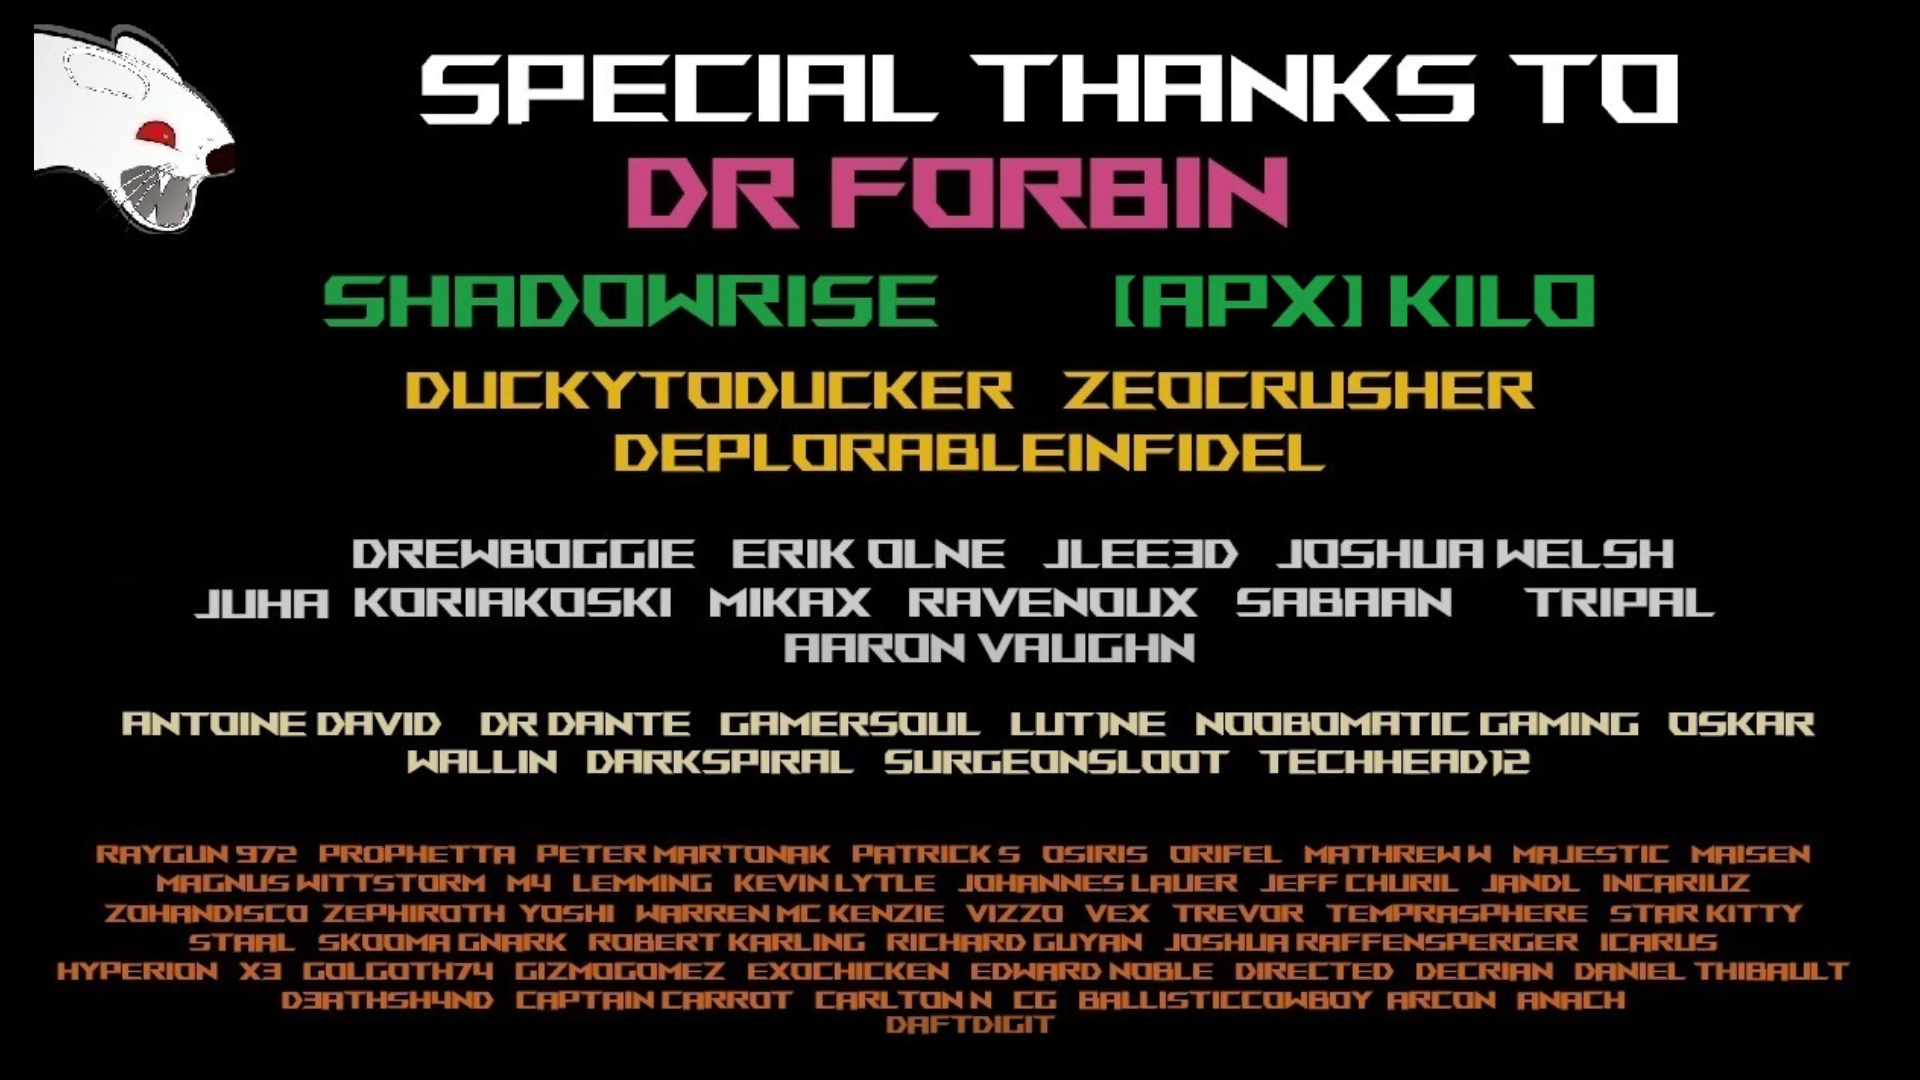 SPECIAL THANKS TO
DR FORBIN
SHADOWRISE [APX] KILO
DUCKYTODUCKER ZEOCRUSHER
DEPLORABLEINFIDEL
DREWBOGGIE ERIK OLNE JLEE3D JOSHUA WELSH
JUHA KORIAKOSKI MIKAX RAVENOUX SABAAN TRIPAL
AARON VAUGHN
ANTOINE DAVID DR DANTE GAMERSOUL LUT1NE NOOBOMATIC GAMING OSKAR
WALLIN DARKSPIRAL SURGEONSLOOT TECHHEAD12
RAYGUN 972 PROPHETTA PETER MARTONAK PATRICK S OSIRIS ORIFEL MATHREW W MAJESTIC MAISEN
MAGNUS WITTSTORM M4 LEMMING KEVIN LYTLE JOHANNES LAUER JEFF CHURIL JANDL INCARIUZ
ZOHANDISCO ZEPHIROTH YOSHI WARREN MC KENZIE VIZZO VEX TREVOR TEMPRASPHERE STAR KITTY
STAAL SKOOMA GNARK ROBERT KARLING RICHARD GUYAN JOSHUA RAFFENSPERGER ICARUS
HYPERION X3 GOLGOTH74 GIZMOGOMEZ EXOCHICKEN EDWARD NOBLE DIRECTED DECRIAN DANIEL THIBAULT
D3ATHSH4ND CAPTAIN CARROT CARLTON N CG BALLISTICCOWBOY ARCON ANACH
DAFTDIGIT